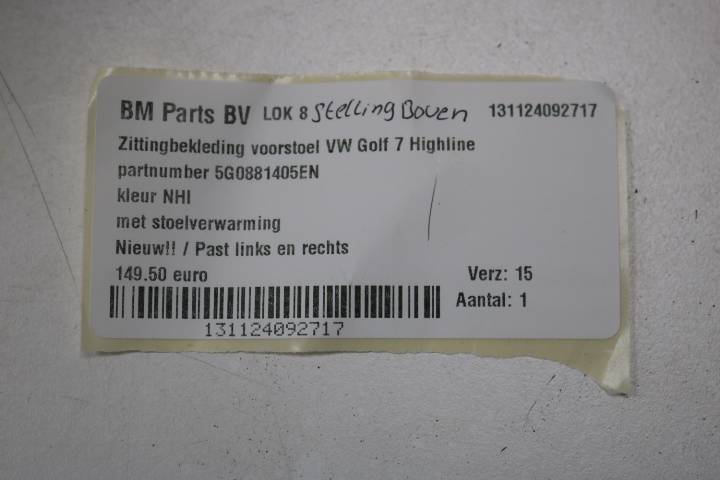 BM Parts BV LOK 8 Stelling Boven 131124092717
Zittingbekleding voorstoel VW Golf 7 Highline
partnumber 5G0881405EN
kleur NHI
met stoelverwarming
Nieuw!! / Past links en rechts
149.50 euro Verz: 15
Aantal: 1
131124092717